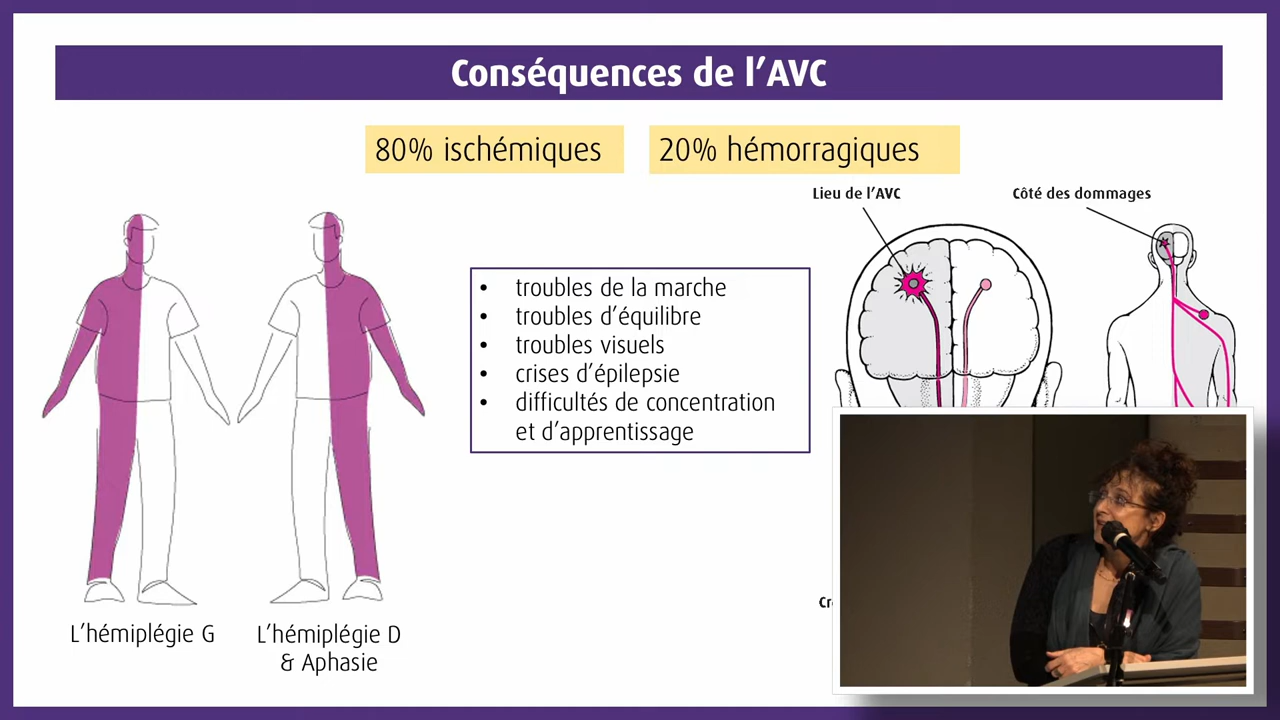 Conséquences de l'AVC
80% ischémiques
20% hémorragiques
Lieu de l'AVC
Côté des dommages
• troubles de la marche
• troubles d'équilibre
• troubles visuels
• crises d'épilepsie
• difficultés de concentration
et d'apprentissage
L'hémiplégie G
L'hémiplégie D
& Aphasie